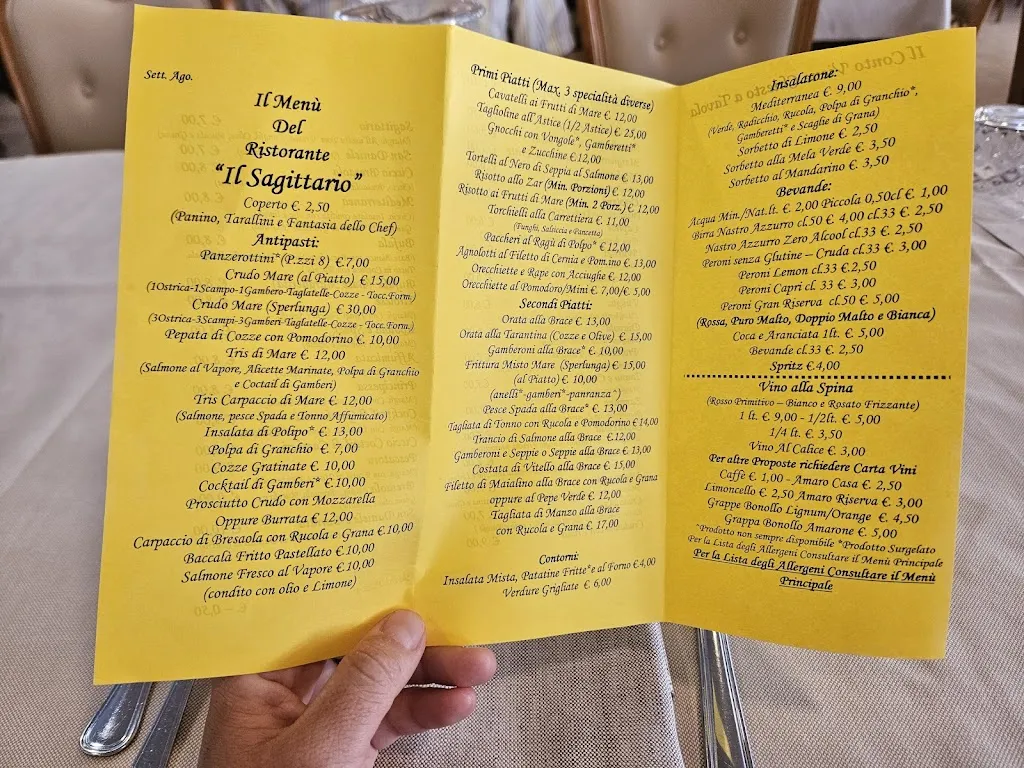 Sett. Ago.
Il Menù
Del
Ristorante
"Il Sagittario"
Coperto €. 2,50
(Panino, Tarallini e Fantasia dello Chef)
Antipasti:
Panzerottini*(P.zzi 8) €.7,00
Crudo Mare (al Piatto) € 15,00
(1Ostrica-1Scampo-1Gambero-Taglatelle-Cozze - Tocc.Form.)
Crudo Mare (Sperlunga) € 30,00
(3Ostrica-3Scampi-3Gamberi-Taglatelle-Cozze - Tocc.Form.)
Pepata di Cozze con Pomodorino €. 10,00
Tris di Mare €. 12,00
(Salmone al Vapore, Alicette Marinate, Polpa di Granchio
e Coctail di Gamberi)
Tris Carpaccio di Mare €. 12,00
(Salmone, pesce Spada e Tonno Affumicato)
Insalata di Polipo* €. 13,00
Polpa di Granchio €. 7,00
Cozze Gratinate €. 10,00
Cocktail di Gamberi* €.10,00
Prosciutto Crudo con Mozzarella
Oppure Burrata € 12,00
Carpaccio di Bresaola con Rucola e Grana €.10,00
Baccalà Fritto Pastellato €.10,00
Salmone Fresco al Vapore €.10,00
(condito con olio e Limone)
Primi Piatti (Max, 3 specialità diverse)
Cavatelli ai Frutti di Mare €. 12,00
Taglioline all'Astice (1/2 Astice) €. 25,00
Gnocchi con Vongole*, Gamberetti*
e Zucchine €.12,00
Tortelli al Nero di Seppia al Salmone €. 13,00
Risotto allo Zar (Min. Porzioni) €. 12,00
Risotto ai Frutti di Mare (Min. 2 Porz.) €. 12,00
Torchielli alla Carrettiera €. 11,00
(Funghi, Salsiccia e Pancetta)
Paccheri al Ragù di Polpo* € 12,00
Agnolotti al Filetto di Cernia e Pom.ino €. 13,00
Orecchiette e Rape con Acciughe €. 12,00
Orecchiette al Pomodoro/Mini €. 7,00/€. 5,00
Secondi Piatti:
Orata alla Brace €. 13,00
Orata alla Tarantina (Cozze e Olive) €. 15,00
Gamberoni alla Brace* €. 10,00
Frittura Misto Mare (Sperlunga) € 15,00
(al Piatto) €. 10,00
(anelli*-gamberi*-panranza*)
Pesce Spada alla Brace* €. 13,00
Tagliata di Tonno con Rucola e Pomodorino €.14,00
Trancio di Salmone alla Brace €.12,00
Gamberoni e Seppie o Seppie alla Brace €. 13,00
Costata di Vitello alla Brace €. 15,00
Filetto di Maialino alla Brace con Rucola e Grana
oppure al Pepe Verde €. 12,00
Tagliata di Manzo alla Brace
con Rucola e Grana €. 17,00
Contorni:
Insalata Mista, Patatine Fritte*e al Forno €.4,00
Verdure Grigliate €. 6,00
Insalatone:
Mediterranea €. 9,00
(Verde, Radicchio, Rucola, Polpa di Granchio*,
Gamberetti* e Scaglie di Grana)
Sorbetto di Limone €. 2,50
Sorbetto alla Mela Verde €. 3,50
Sorbetto al Mandarino €. 3,50
Bevande:
Acqua Min./Nat.lt. €. 2,00 Piccola 0,50cl €. 1,00
Birra Nastro Azzurro cl.50 €. 4,00 cl.33 €. 2,50
Nastro Azzurro Zero Alcool cl.33 €. 2,50
Peroni senza Glutine – Cruda cl.33 €. 3,00
Peroni Lemon cl.33 €.2,50
Peroni Capri cl. 33 €. 3,00
Peroni Gran Riserva cl.50 €. 5,00
(Rossa, Puro Malto, Doppio Malto e Bianca)
Coca e Aranciata 1lt. €. 5,00
Bevande cl.33 €. 2,50
Spritz €.4,00
Vino alla Spina
(Rosso Primitivo – Bianco e Rosato Frizzante)
1 lt. €. 9,00 - 1/2lt. €. 5,00
1/4 lt. €. 3,50
Vino Al Calice €. 3,00
Per altre Proposte richiedere Carta Vini
Caffè €. 1,00 - Amaro Casa €. 2,50
Limoncello €. 2,50 Amaro Riserva €. 3,00
Grappe Bonollo Lignum/Orange €. 4,50
Grappa Bonollo Amarone €. 5,00
*Prodotto non sempre disponibile *Prodotto Surgelato
Per la Lista degli Allergeni Consultare il Menù Principale
Per la Lista degli Allergeni Consultare il Menù
Principale